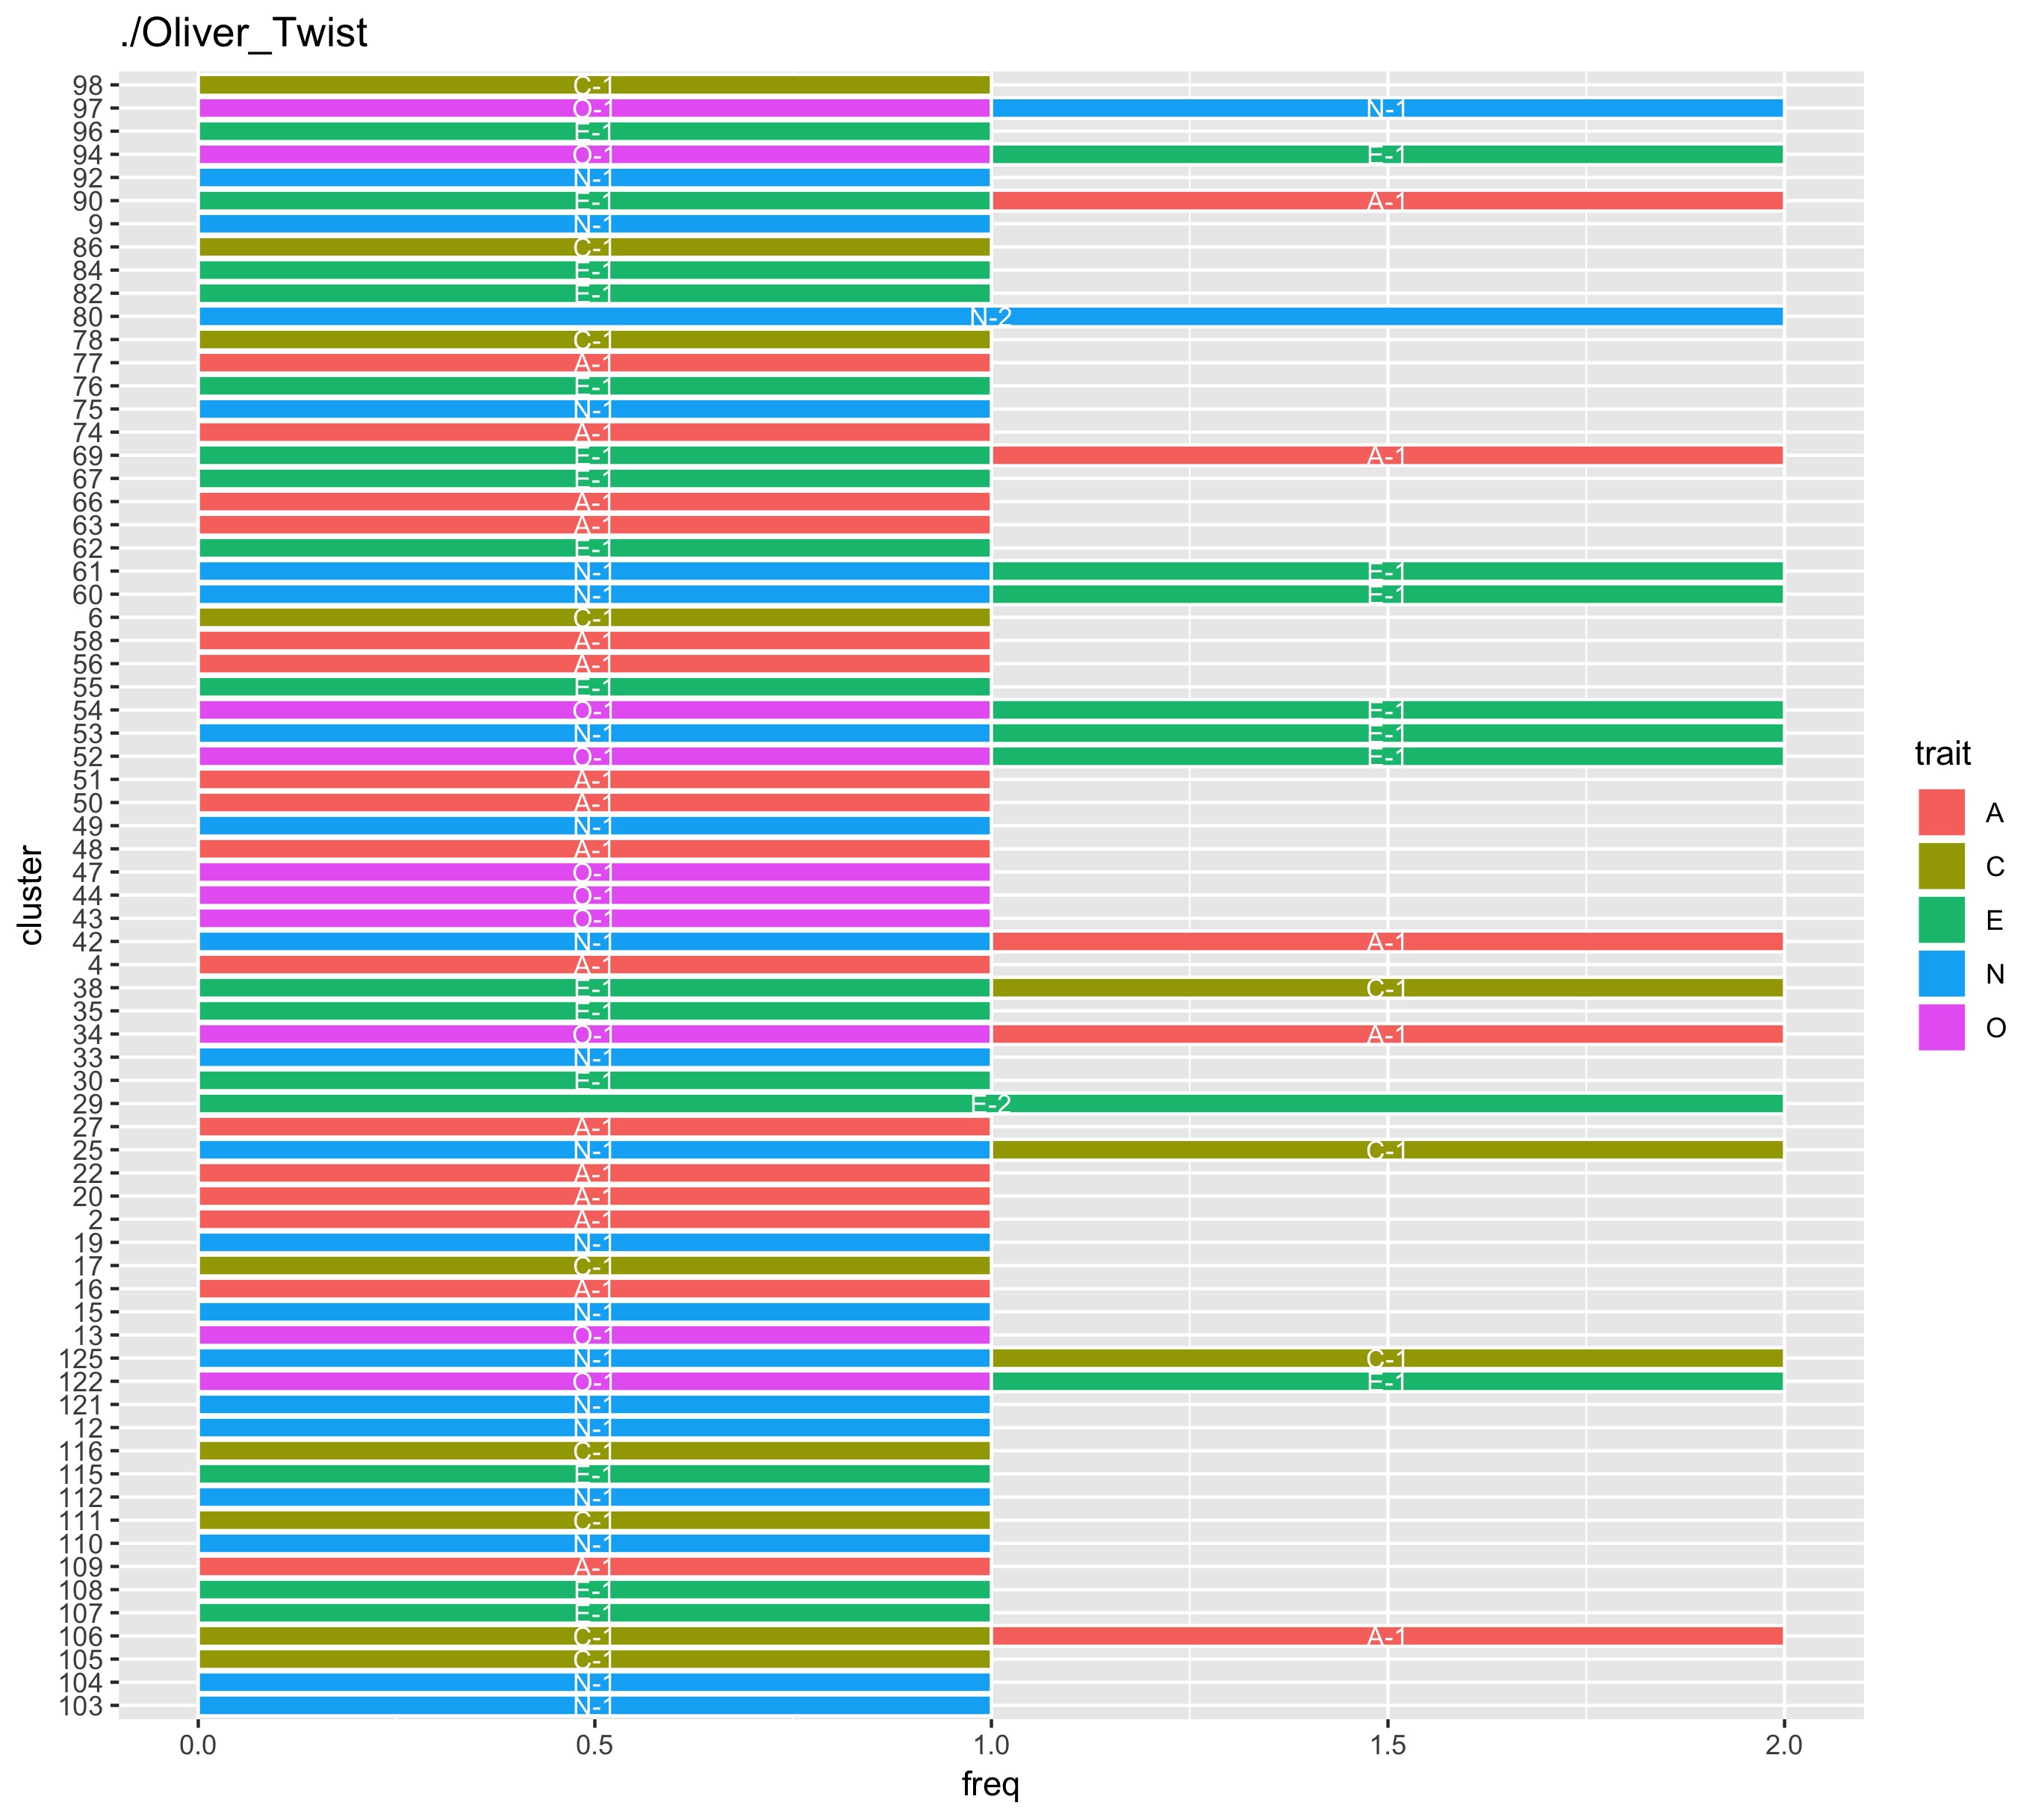 ./Oliver_Twist
98 C-1
97 O-1 N-1
96 E-1
94 O-1 E-1
92 N-1
90 E-1 A-1
9 N-1
86 C-1
84 E-1
82 E-1
80 N-2
78 C-1
77 A-1
76 E-1
75 N-1
74 A-1
69 E-1 A-1
67 E-1
66 A-1
63 A-1
62 E-1
61 N-1 E-1
60 N-1 E-1
6 C-1
58 A-1
56 A-1
55 E-1
54 O-1 E-1
53 N-1 E-1
52 O-1 E-1
51 A-1
50 A-1
49 N-1
48 A-1
47 O-1
44 O-1
43 O-1
42 N-1 A-1
4 A-1
38 E-1 C-1
35 E-1
34 O-1 A-1
33 N-1
30 E-1
29 E-2
27 A-1
25 N-1 C-1
22 A-1
20 A-1
2 A-1
19 N-1
17 C-1
16 A-1
15 N-1
13 O-1
125 N-1 C-1
122 O-1 E-1
121 N-1
12 N-1
116 C-1
115 E-1
112 N-1
111 C-1
110 N-1
109 A-1
108 E-1
107 E-1
106 C-1 A-1
105 C-1
104 N-1
103 N-1
0.0 0.5 1.0 1.5 2.0
freq
cluster
trait
A
C
E
N
O